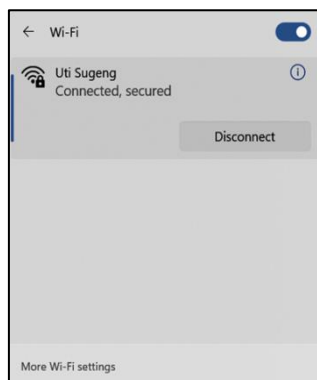 Wi-Fi
Uti Sugeng
Connected, secured
Disconnect
More Wi-Fi settings